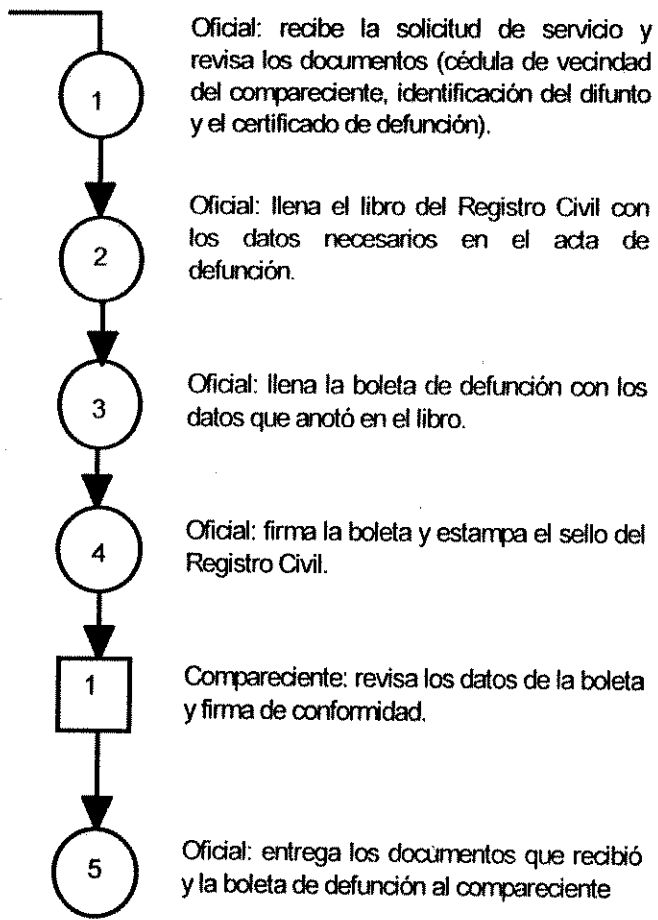 Oficial: recibe la solicitud de servicio y
revisa los documentos (cédula de vecindad
1
del compareciente, identificación del difunto
y el certificado de defunción).
Oficial: llena el libro del Registro Civil con
2
los datos necesarios en el acta de
defunción.
3
Oficial: llena la boleta de defunción con los
datos que anotó en el libro.
4
Oficial: firma la boleta y estampa el sello del
Registro Civil.
1
Compareciente: revisa los datos de la boleta
y firma de conformidad.
5
Oficial: entrega los documentos que recibió
y la boleta de defunción al compareciente